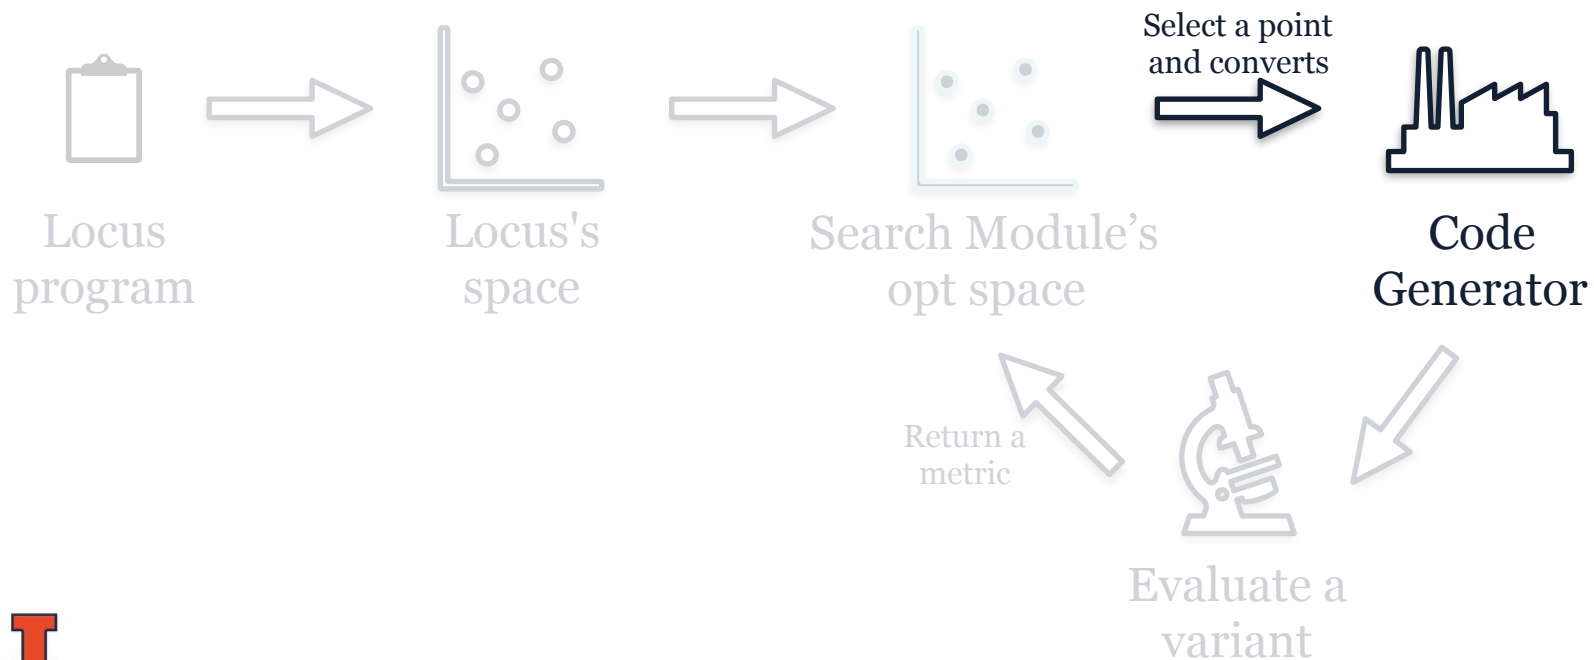 Select a point
and converts
Locus
program
Locus's
space
Search Module’s
opt space
Code
Generator
Return a
metric
Evaluate a
variant